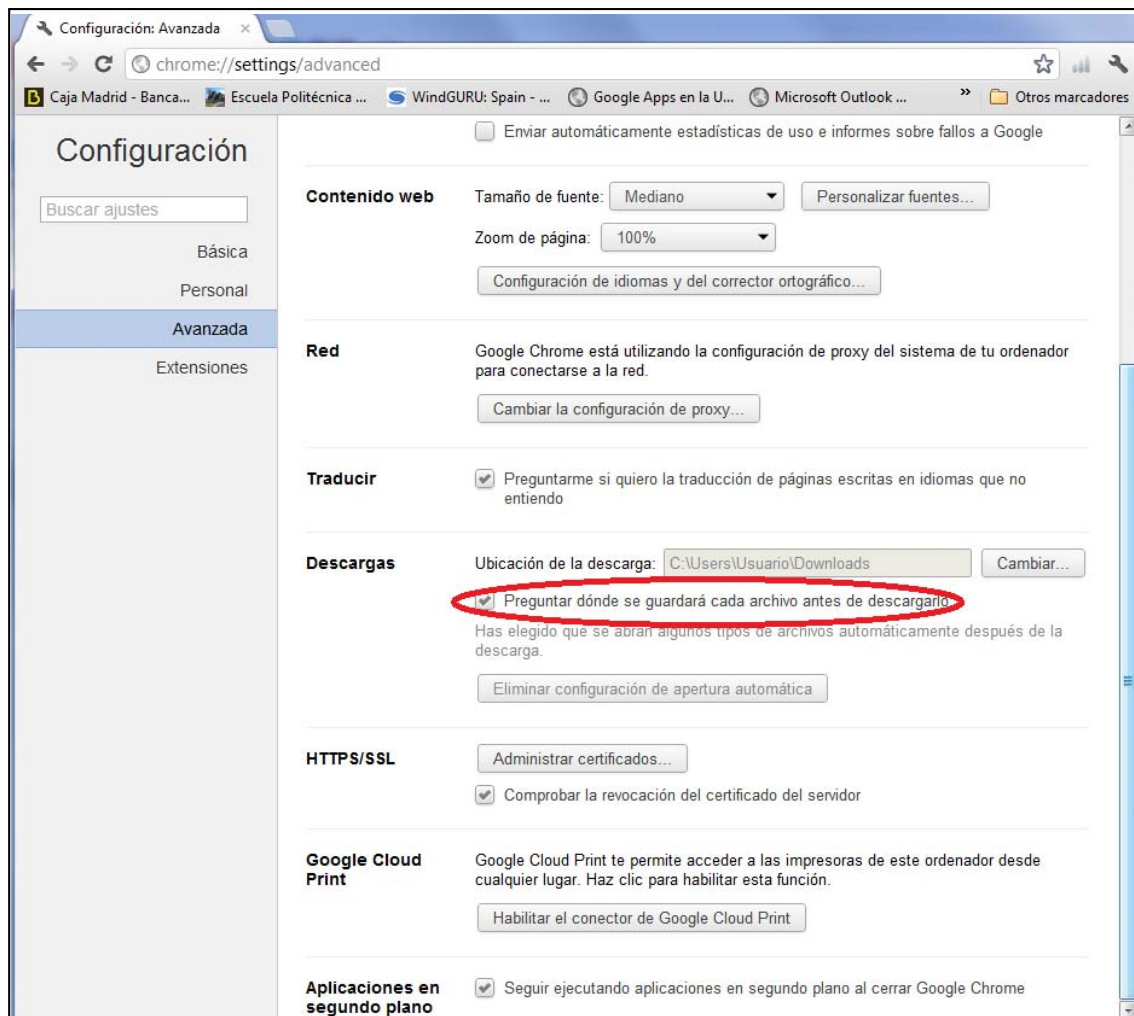 Configuración: Avanzada
chrome://settings/advanced
Caja Madrid - Banca... Escuela Politécnica ... WindGURU: Spain - ... Google Apps en la U... Microsoft Outlook ... » Otros marcadores
Configuración
Buscar ajustes
Básica
Personal
Avanzada
Extensiones
Enviar automáticamente estadísticas de uso e informes sobre fallos a Google
Contenido web
Tamaño de fuente: Mediano Personalizar fuentes...
Zoom de página: 100%
Configuración de idiomas y del corrector ortográfico...
Red
Google Chrome está utilizando la configuración de proxy del sistema de tu ordenador
para conectarse a la red.
Cambiar la configuración de proxy...
Traducir
Preguntarme si quiero la traducción de páginas escritas en idiomas que no
entiendo
Descargas
Ubicación de la descarga: C:\Users\Usuario\Downloads Cambiar...
Preguntar dónde se guardará cada archivo antes de descargarlo
Has elegido que se abran algunos tipos de archivos automáticamente después de la
descarga.
Eliminar configuración de apertura automática
HTTPS/SSL
Administrar certificados...
Comprobar la revocación del certificado del servidor
Google Cloud
Print
Google Cloud Print te permite acceder a las impresoras de este ordenador desde
cualquier lugar. Haz clic para habilitar esta función.
Habilitar el conector de Google Cloud Print
Aplicaciones en
segundo plano
Seguir ejecutando aplicaciones en segundo plano al cerrar Google Chrome